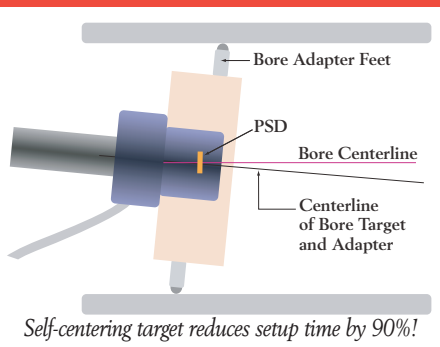 Bore Adapter Feet
PSD
Bore Centerline
Centerline
of Bore Target
and Adapter
Self-centering target reduces setup time by 90%!